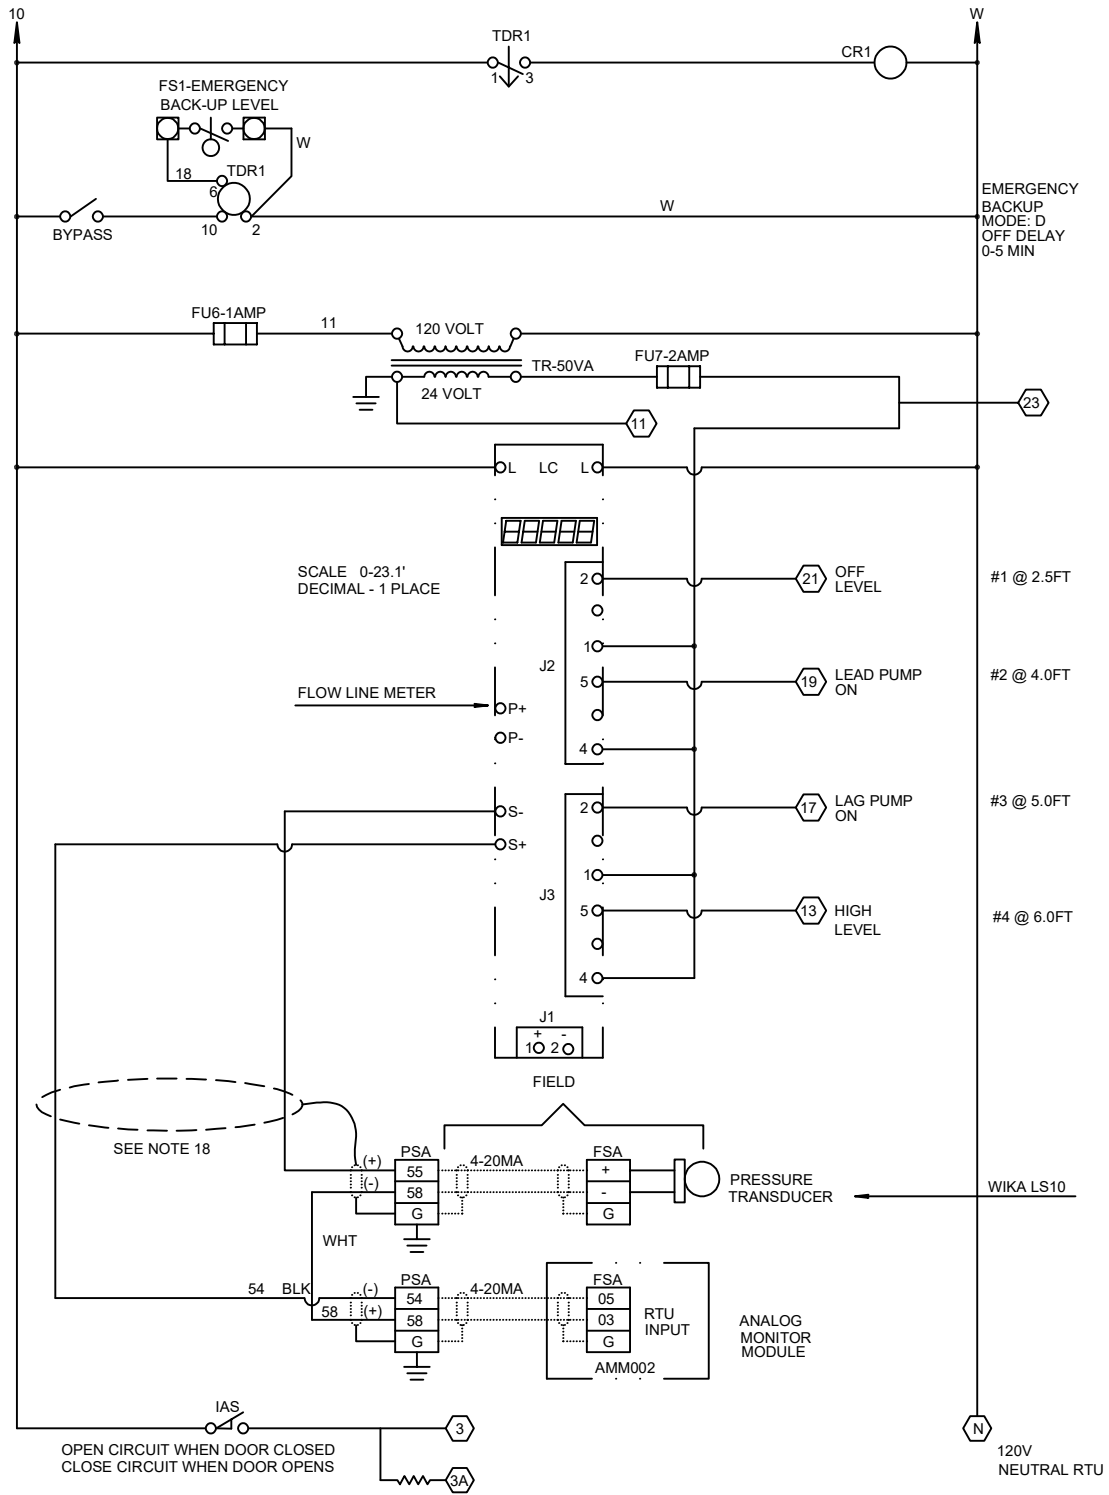 10
W
TDR1
1
3
CR1
FS1-EMERGENCY
BACK-UP LEVEL
W
18
TDR1
6
10
2
BYPASS
W
EMERGENCY
BACKUP
MODE: D
OFF DELAY
0-5 MIN
FU6-1AMP
11
120 VOLT
TR-50VA
FU7-2AMP
24 VOLT
11
23
L LC L
88888
SCALE 0-23.1'
DECIMAL - 1 PLACE
2
21
OFF
LEVEL
#1 @ 2.5FT
1
J2
5
19
LEAD PUMP
ON
#2 @ 4.0FT
FLOW LINE METER
P+
P-
4
S-
S+
2
17
LAG PUMP
ON
#3 @ 5.0FT
1
J3
5
13
HIGH
LEVEL
#4 @ 6.0FT
4
J1
+ -
1 2
FIELD
SEE NOTE 18
PSA
(+) 55
(-) 58
G
4-20MA
FSA
+
-
G
PRESSURE
TRANSDUCER
WIKA LS10
WHT
PSA
54 BLK (-) 54
58 (+) 58
G
4-20MA
FSA
05
03
G
RTU
INPUT
AMM002
ANALOG
MONITOR
MODULE
IAS
3
OPEN CIRCUIT WHEN DOOR CLOSED
CLOSE CIRCUIT WHEN DOOR OPENS
3A
N
120V
NEUTRAL RTU